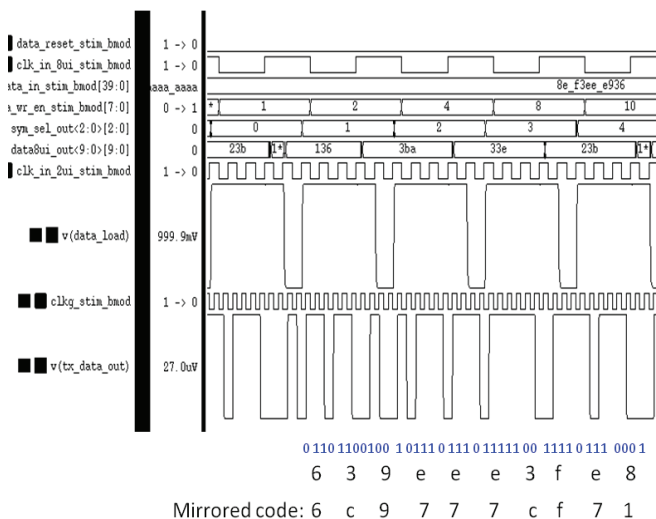 data_reset_stim_bmod 1 -> 0
clk_in_8ui_stim_bmod 1 -> 0
ata_in_stim_bmod[39:0] aaaa_aaaa 8e_f3ee_e936
a_wr_en_stim_bmod[7:0] 0 -> 1 * 1 2 4 8 10
sym_sel_out<2:0>[2:0] 0 0 1 2 3 4
data8ui_out<9:0>[9:0] 0 23b 1* 136 3ba 33e 23b 1*
clk_in_2ui_stim_bmod 1 -> 0
v(data_load) 999.9mV
clkg_stim_bmod 1 -> 0
v(tx_data_out) 27.0uV
0 110 1100100 1 0111 0 111 0 11111 00 1111 0 111 000 1
6 3 9 e e e 3 f e 8
Mirrored code: 6 c 9 7 7 7 c f 7 1